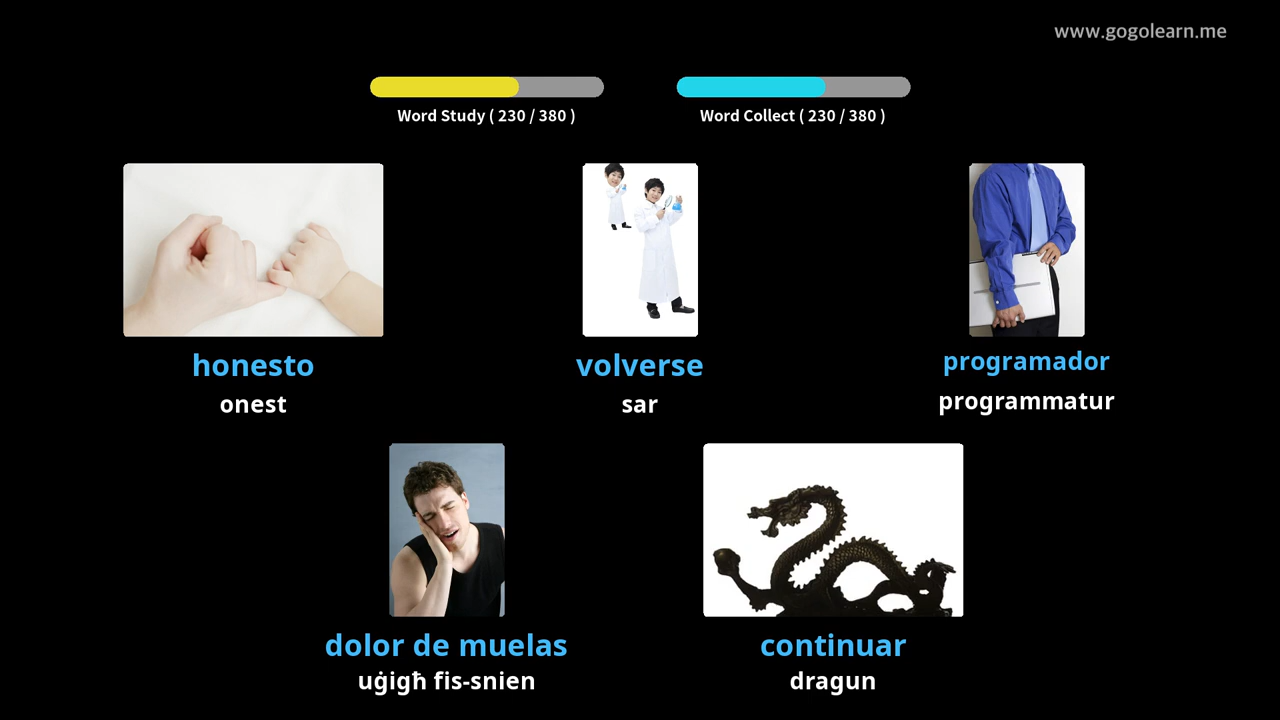 www.gogolearn.me
Word Study ( 230 / 380 )
Word Collect ( 230 / 380 )
honesto
onest
volverse
sar
programador
programmatur
dolor de muelas
uġigħ fis-snien
continuar
dragun